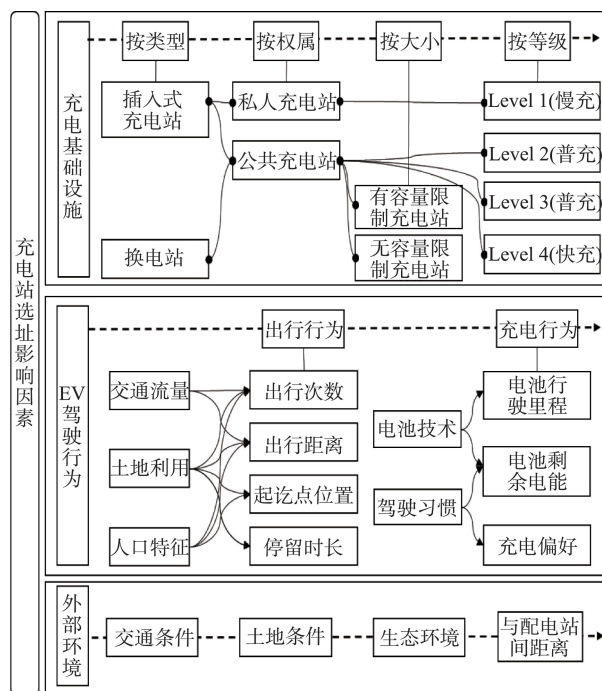 充电站选址影响因素
充电基础设施
按类型
按权属
按大小
按等级
插入式
充电站
私人充电站
Level 1(慢充)
公共充电站
Level 2(普充)
有容量限
制充电站
Level 3(普充)
换电站
无容量限
制充电站
Level 4(快充)
EV
驾驶行为
出行行为
充电行为
交通流量
出行次数
电池行
驶里程
出行距离
电池技术
土地利用
电池剩
余电能
起讫点位置
驾驶习惯
人口特征
停留时长
充电偏好
外部环境
交通条件
土地条件
生态环境
与配电站
间距离